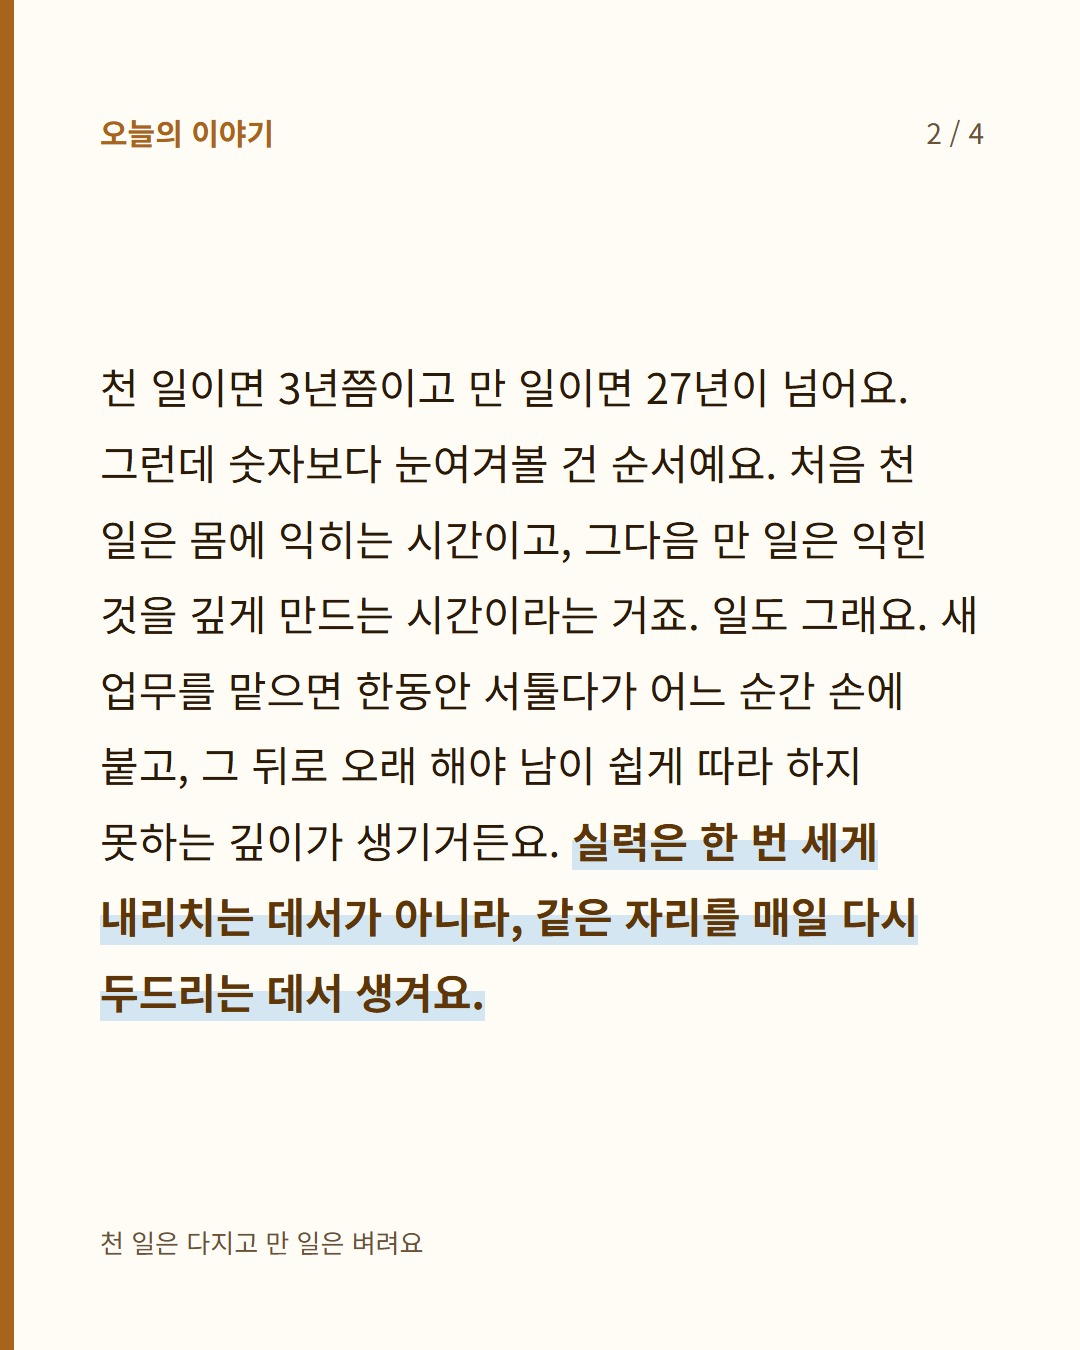 오늘의 이야기
2 / 4
천 일이면 3년쯤이고 만 일이면 27년이 넘어요.
그런데 숫자보다 눈여겨볼 건 순서예요. 처음 천
일은 몸에 익히는 시간이고, 그다음 만 일은 익힌
것을 깊게 만드는 시간이라는 거죠. 일도 그래요. 새
업무를 맡으면 한동안 서툴다가 어느 순간 손에
붙고, 그 뒤로 오래 해야 남이 쉽게 따라 하지
못하는 깊이가 생기거든요. 실력은 한 번 세게
내리치는 데서가 아니라, 같은 자리를 매일 다시
두드리는 데서 생겨요.
천 일은 다지고 만 일은 벼려요